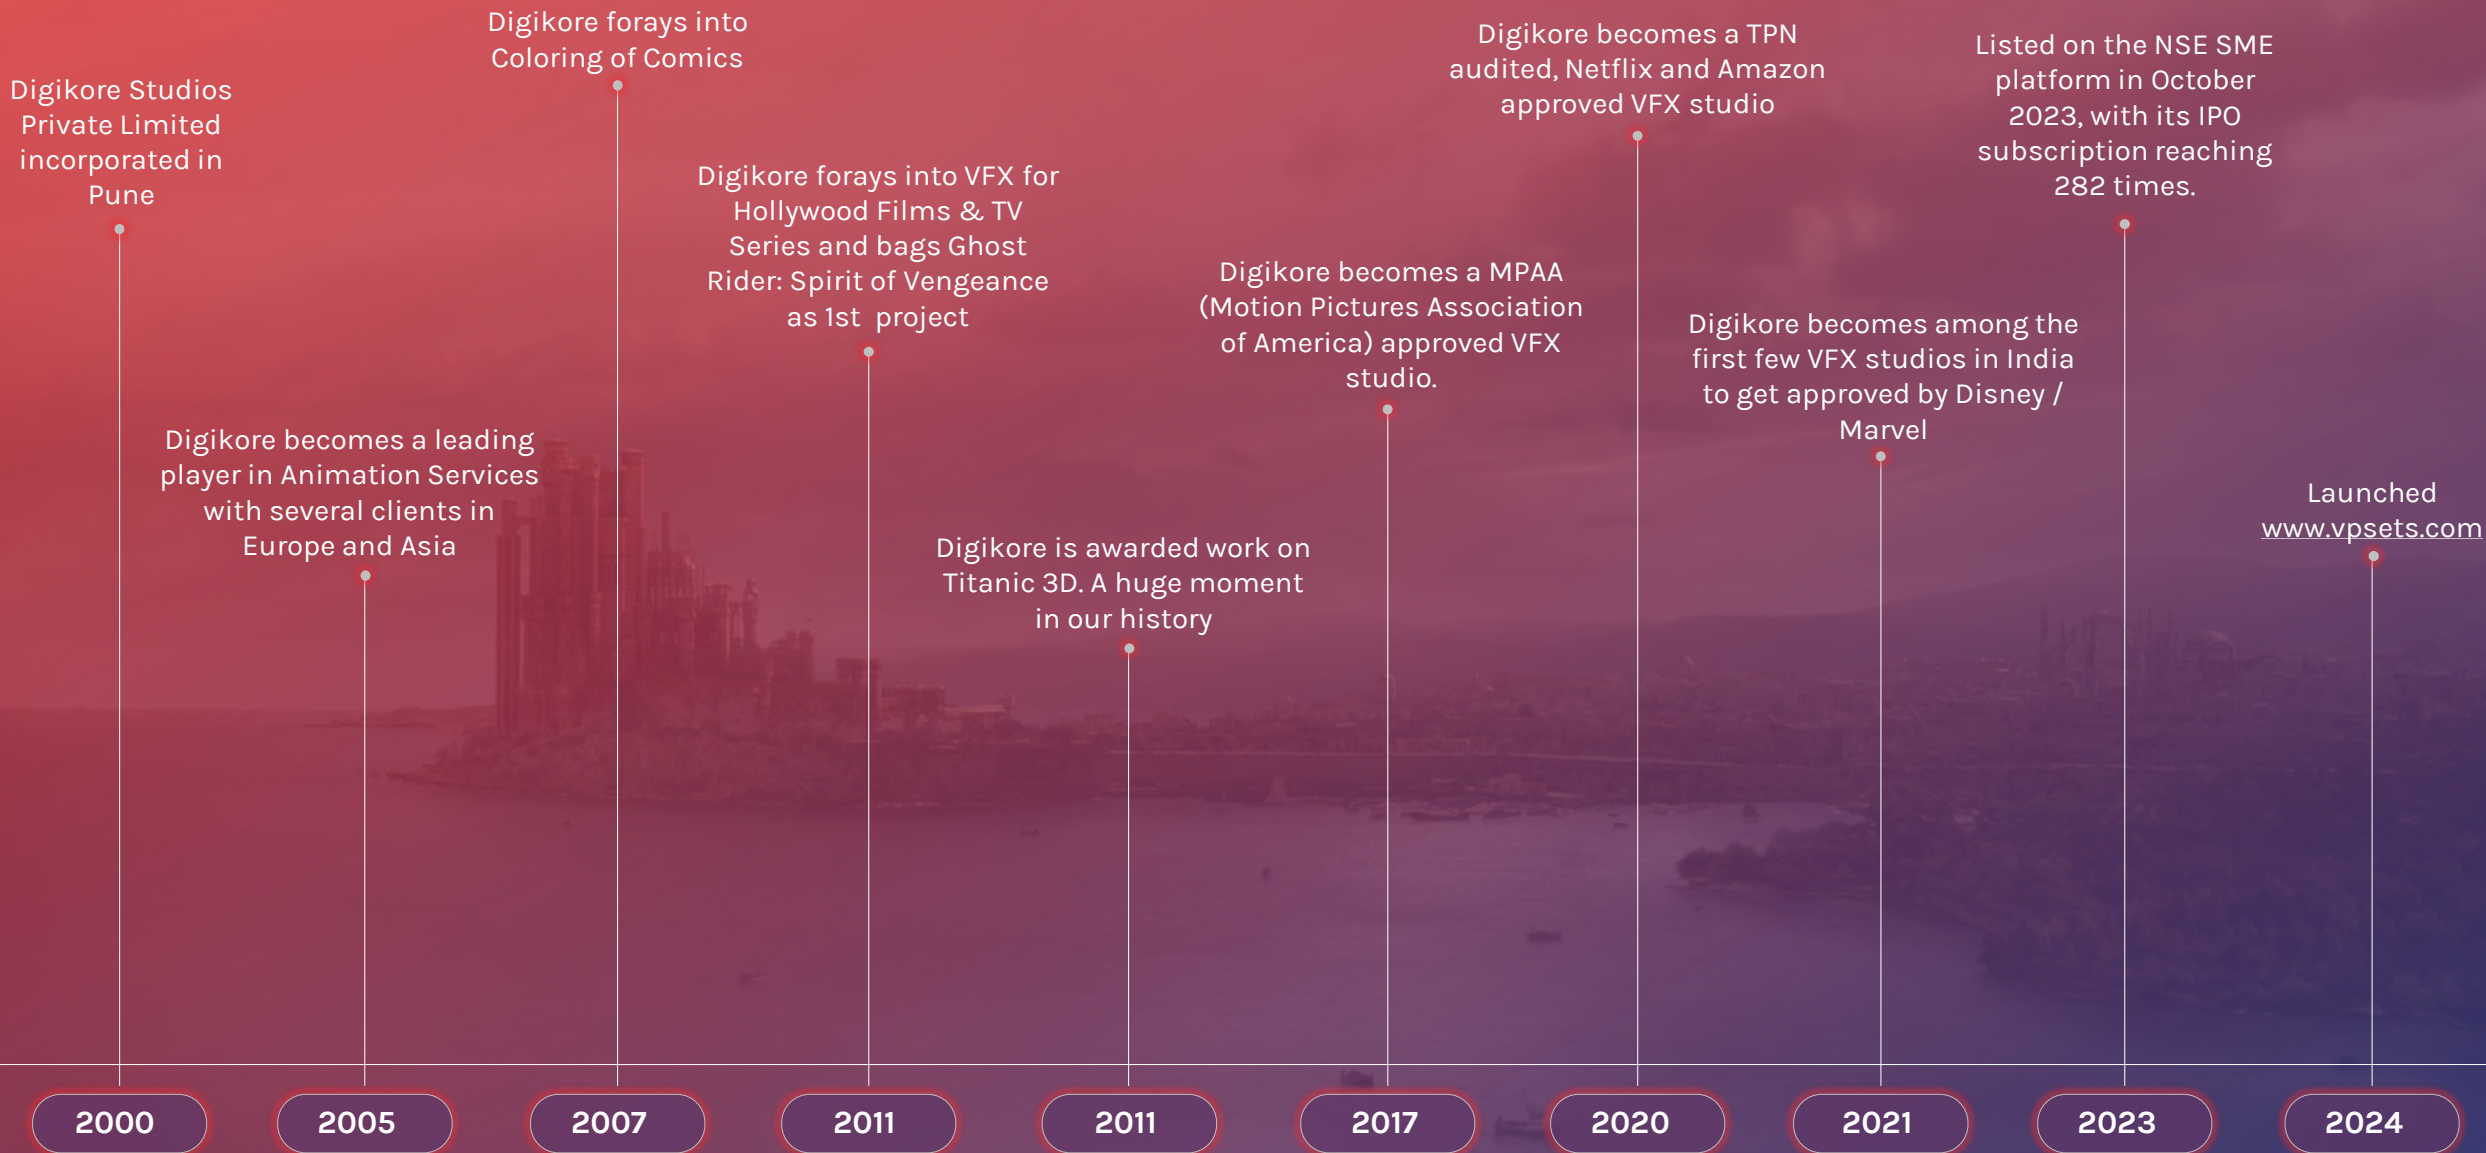 Digikore Studios
Private Limited
incorporated in
Pune
Digikore becomes a leading
player in Animation Services
with several clients in
Europe and Asia
Digikore forays into
Coloring of Comics
Digikore forays into VFX for
Hollywood Films & TV
Series and bags Ghost
Rider: Spirit of Vengeance
as 1st project
Digikore is awarded work on
Titanic 3D. A huge moment
in our history
Digikore becomes a MPAA
(Motion Pictures Association
of America) approved VFX
studio.
Digikore becomes a TPN
audited, Netflix and Amazon
approved VFX studio
Digikore becomes among the
first few VFX studios in India
to get approved by Disney /
Marvel
Listed on the NSE SME
platform in October
2023, with its IPO
subscription reaching
282 times.
Launched
www.vpsets.com
2000
2005
2007
2011
2011
2017
2020
2021
2023
2024